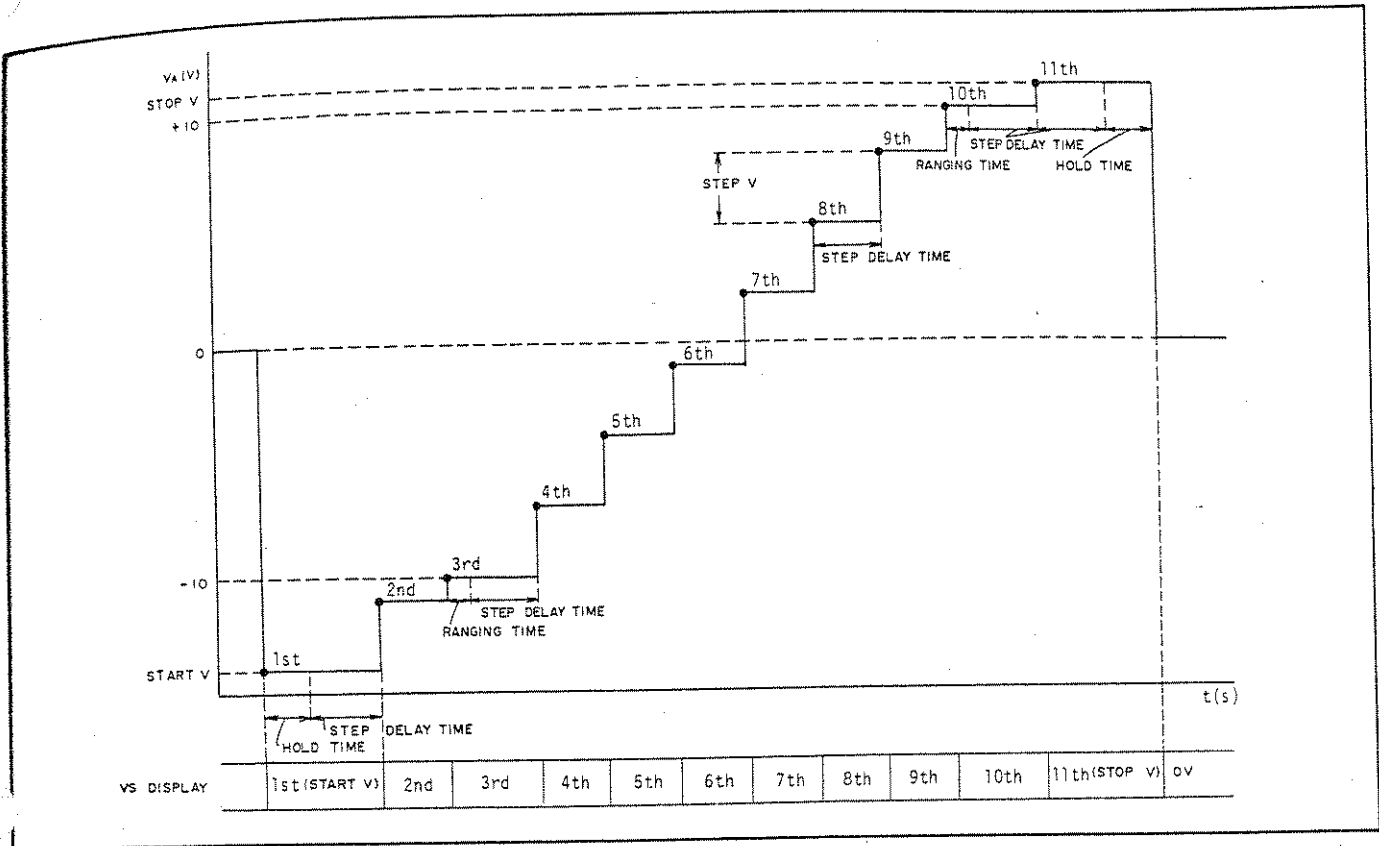 VA(V)
STOP V
+10
0
-10
START V
1st
2nd
3rd
4th
5th
6th
7th
8th
9th
10th
11th
STEP V
STEP DELAY TIME
RANGING TIME
STEP DELAY TIME
HOLD TIME
RANGING TIME
STEP DELAY TIME
HOLD TIME
STEP DELAY TIME
t(s)
VS DISPLAY 1st(START V) 2nd 3rd 4th 5th 6th 7th 8th 9th 10th 11th(STOP V) 0V